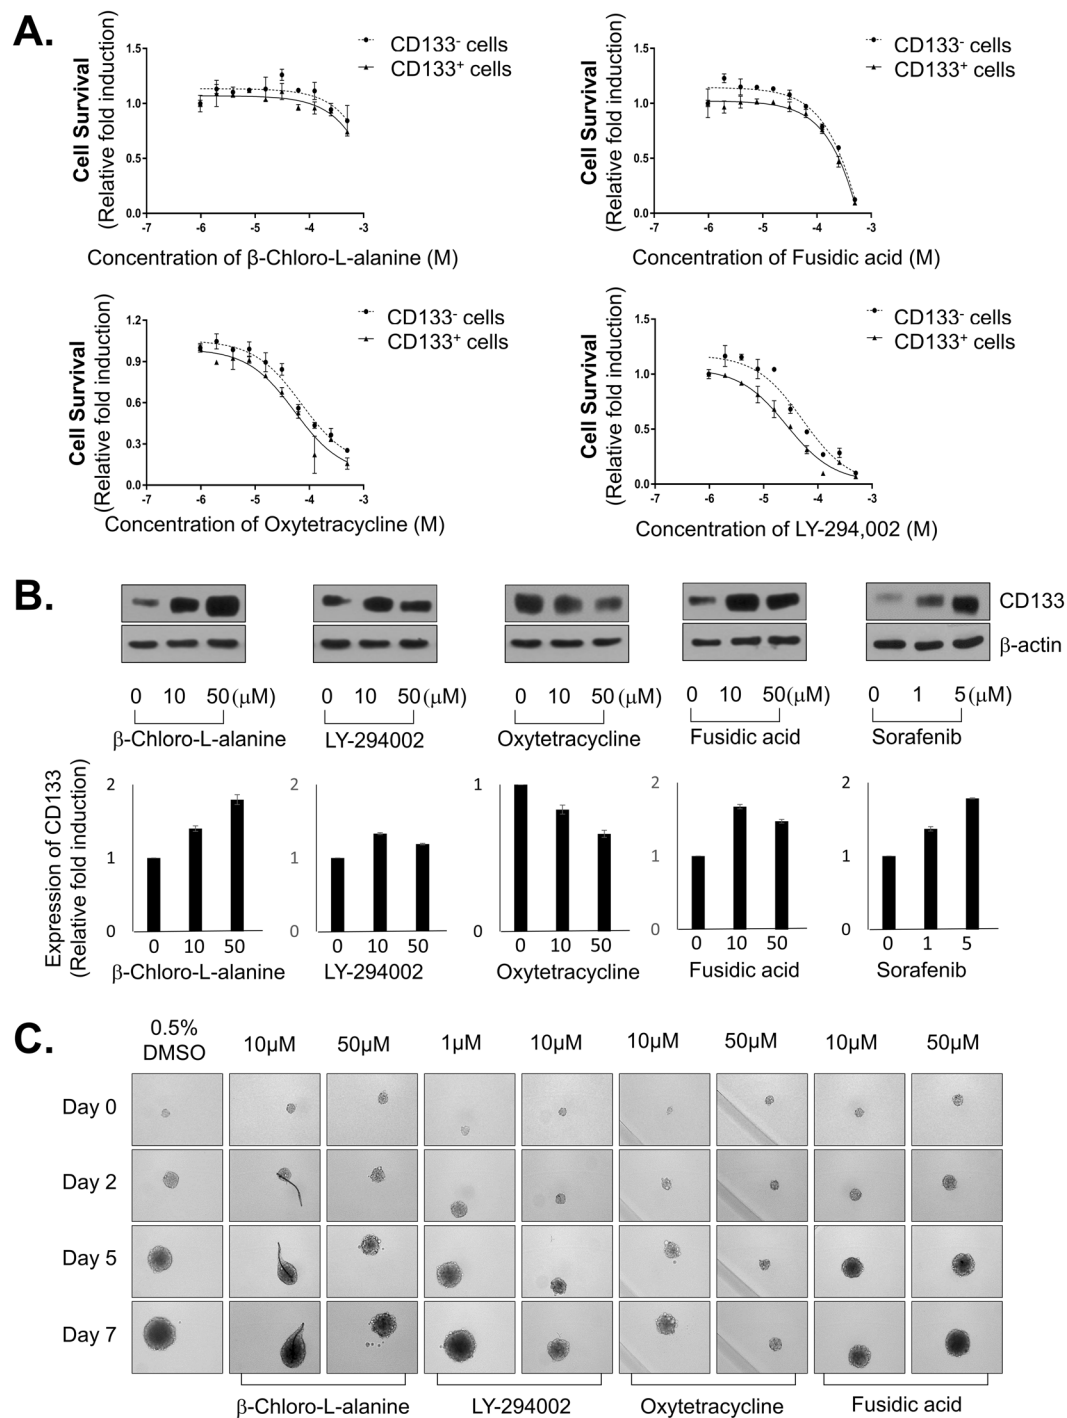 A.
CD133⁻ cells
CD133⁺ cells
Cell Survival
(Relative fold induction)
1.5
1.0
0.5
0.0
-7 -6 -5 -4 -3
Concentration of β-Chloro-L-alanine (M)
CD133⁻ cells
CD133⁺ cells
Cell Survival
(Relative fold induction)
1.5
1.0
0.5
0.0
-7 -6 -5 -4 -3
Concentration of Fusidic acid (M)
CD133⁻ cells
CD133⁺ cells
Cell Survival
(Relative fold induction)
1.2
0.9
0.6
0.3
0.0
-7 -6 -5 -4 -3
Concentration of Oxytetracycline (M)
CD133⁻ cells
CD133⁺ cells
Cell Survival
(Relative fold induction)
1.5
1.0
0.5
0.0
-7 -6 -5 -4 -3
Concentration of LY-294,002 (M)
B.
CD133
β-actin
0 10 50(μM) 0 10 50(μM) 0 10 50(μM) 0 10 50(μM) 0 1 5(μM)
β-Chloro-L-alanine LY-294002 Oxytetracycline Fusidic acid Sorafenib
Expression of CD133
(Relative fold induction)
2 2 1 2 2
1 1 1 1
0 0 0 0 0
0 10 50 0 10 50 0 10 50 0 10 50 0 1 5
β-Chloro-L-alanine LY-294002 Oxytetracycline Fusidic acid Sorafenib
C.
0.5%
DMSO
10μM 50μM 1μM 10μM 10μM 50μM 10μM 50μM
Day 0
Day 2
Day 5
Day 7
β-Chloro-L-alanine LY-294002 Oxytetracycline Fusidic acid